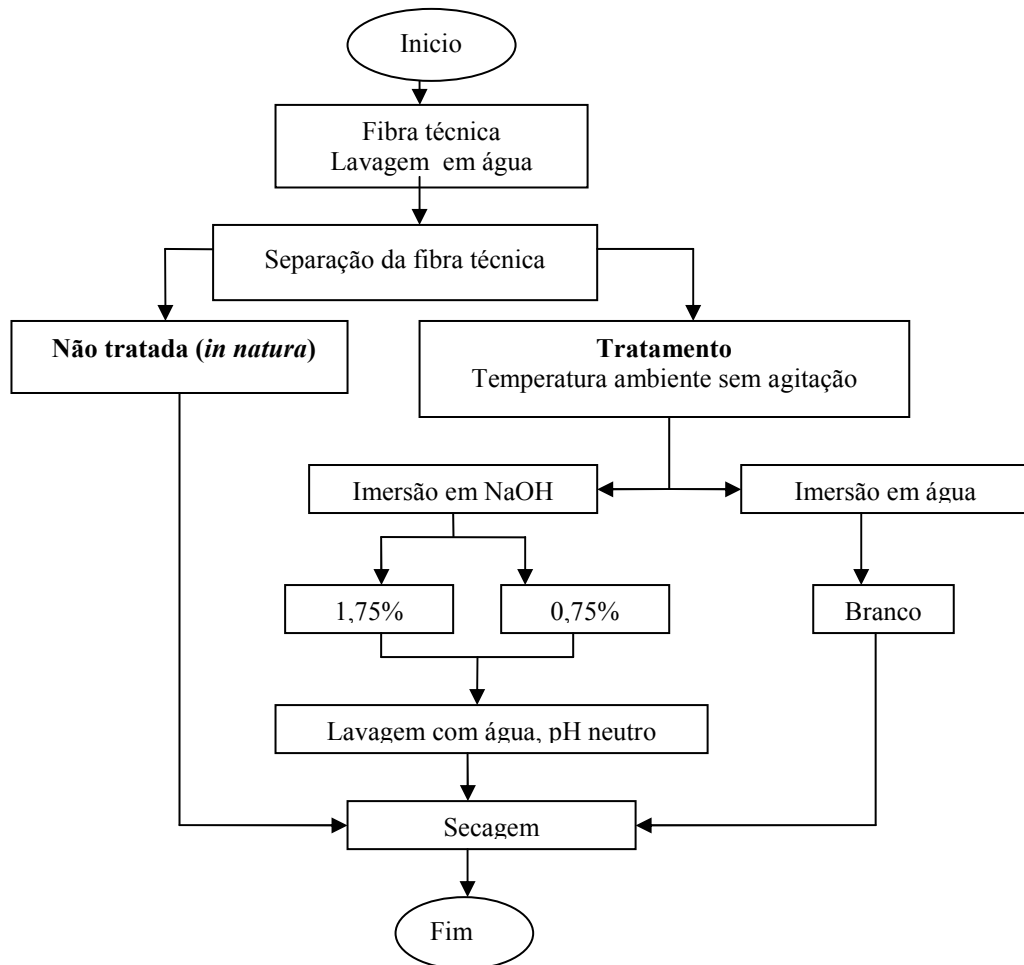 Inicio
Fibra técnica
Lavagem em água
Separação da fibra técnica
Não tratada (in natura)
Tratamento
Temperatura ambiente sem agitação
Imersão em NaOH
Imersão em água
1,75%
0,75%
Branco
Lavagem com água, pH neutro
Secagem
Fim